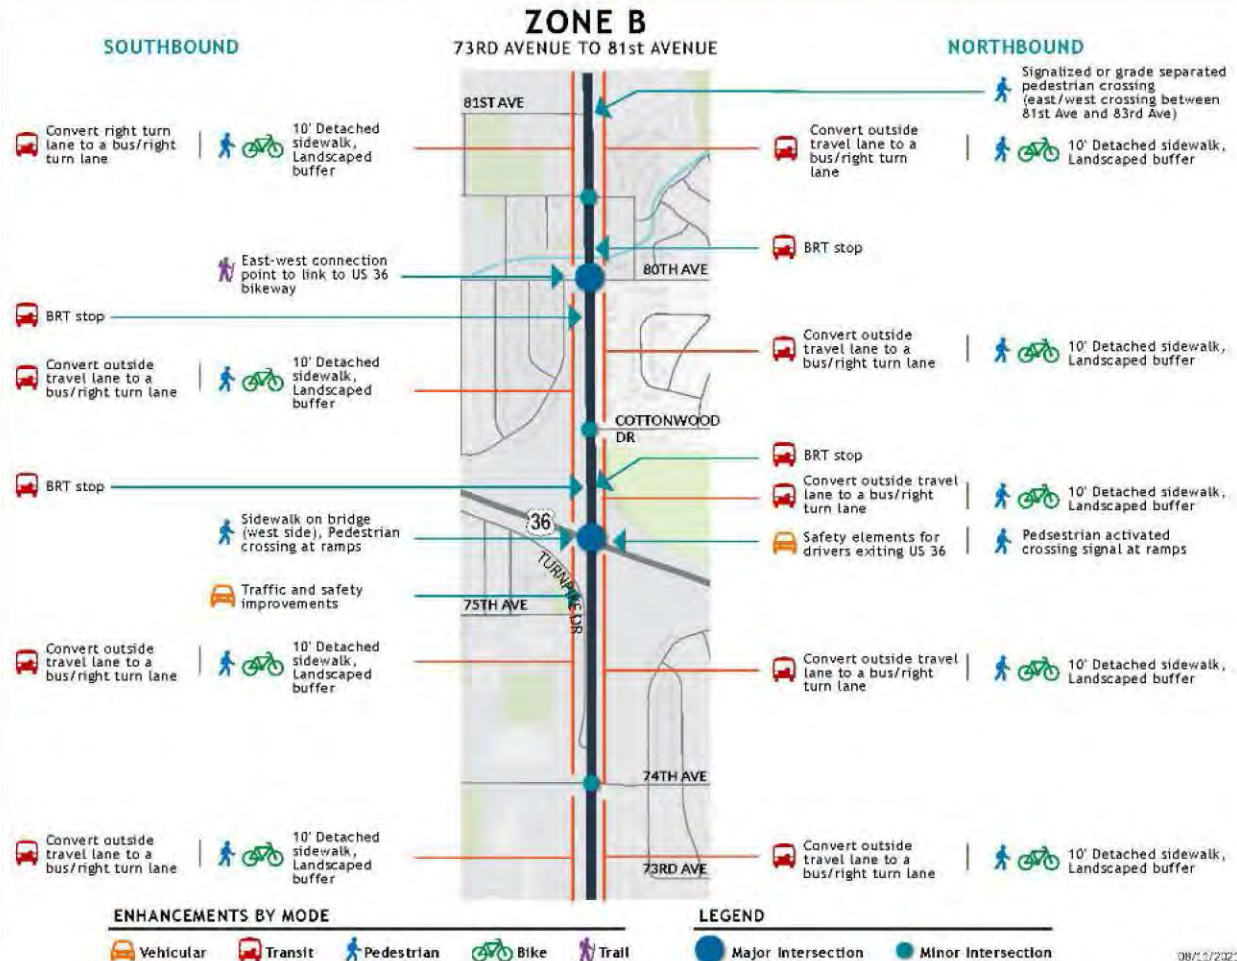 ZONE B
73RD AVENUE TO 81st AVENUE
SOUTHBOUND
NORTHBOUND
Signalized or grade separated
pedestrian crossing
(east/west crossing between
81st Ave and 83rd Ave)
Convert right turn
lane to a bus/right
turn lane
10' Detached
sidewalk,
Landscaped
buffer
81ST AVE
Convert outside
travel lane to a
bus/right turn
lane
10' Detached sidewalk,
Landscaped buffer
East-west connection
point to link to US 36
bikeway
BRT stop
80TH AVE
BRT stop
Convert outside
travel lane to a
bus/right turn lane
10' Detached sidewalk,
Landscaped buffer
Convert outside
travel lane to a
bus/right turn lane
10' Detached
sidewalk,
Landscaped
buffer
COTTONWOOD
DR
BRT stop
BRT stop
Convert outside travel
lane to a bus/right
turn lane
10' Detached sidewalk,
Landscaped buffer
Sidewalk on bridge
(west side), Pedestrian
crossing at ramps
36
Safety elements for
drivers exiting US 36
Pedsestrian activated
crossing signal at ramps
TURNPIKE DR
Traffic and safety
improvements
75TH AVE
Convert outside
travel lane to a
bus/right turn lane
10' Detached
sidewalk,
Landscaped
buffer
Convert outside travel
lane to a bus/right
turn lane
10' Detached sidewalk,
Landscaped buffer
74TH AVE
Convert outside
travel lane to a
bus/right turn lane
10' Detached
sidewalk,
Landscaped
buffer
73RD AVE
Convert outside
travel lane to a
bus/right turn lane
10' Detached sidewalk,
Landscaped buffer
ENHANCEMENTS BY MODE
Vehicular Transit Pedestrian Bike Trail
LEGEND
Major Intersection Minor Intersection